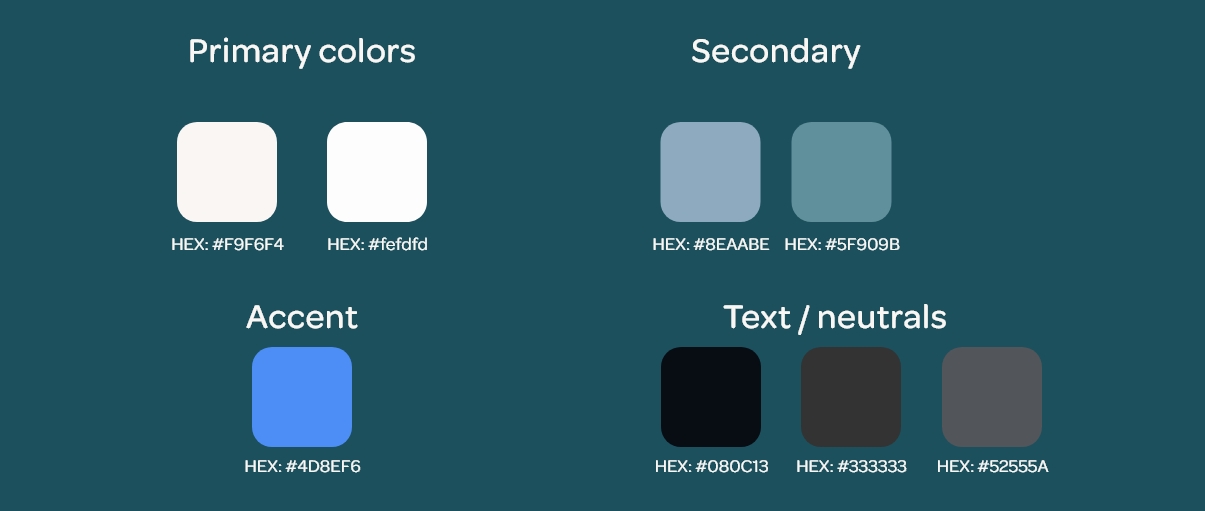 Primary colors
Secondary
HEX: #F9F6F4
HEX: #fefdfd
HEX: #8EAABE
HEX: #5F909B
Accent
Text / neutrals
HEX: #4D8EF6
HEX: #080C13
HEX: #333333
HEX: #52555A